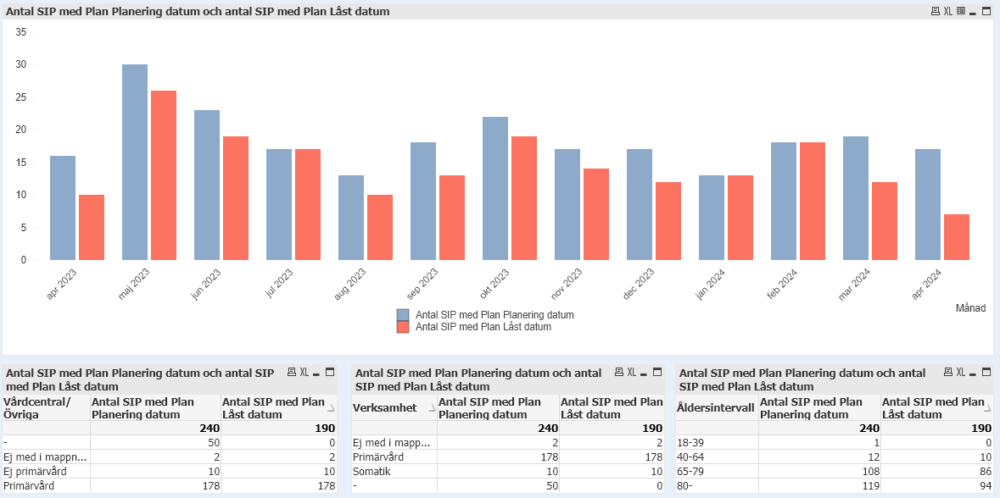 Antal SIP med Plan Planering datum och antal SIP med Plan Låst datum XL
35
30
25
20
15
10
5
0
apr 2023 maj 2023 jun 2023 jul 2023 aug 2023 sep 2023 okt 2023 nov 2023 dec 2023 jan 2024 feb 2024 mar 2024 apr 2024
Månad
Antal SIP med Plan Planering datum
Antal SIP med Plan Låst datum
Antal SIP med Plan Planering datum och antal SIP XL
med Plan Låst datum
Vårdcentral/ Antal SIP med Plan Antal SIP med Plan
Övriga Planering datum Låst datum
240 190
- 50 0
Ej med i mappn... 2 2
Ej primärvård 10 10
Primärvård 178 178
Antal SIP med Plan Planering datum och antal XL
SIP med Plan Låst datum
Verksamhet Antal SIP med Plan Antal SIP med Plan
Planering datum Låst datum
240 190
Ej med i mapp... 2 2
Primärvård 178 178
Somatik 10 10
- 50 0
Antal SIP med Plan Planering datum och antal XL
SIP med Plan Låst datum
Åldersintervall Antal SIP med Plan Antal SIP med Plan
Planering datum Låst datum
240 190
18-39 1 0
40-64 12 10
65-79 108 86
80- 119 94